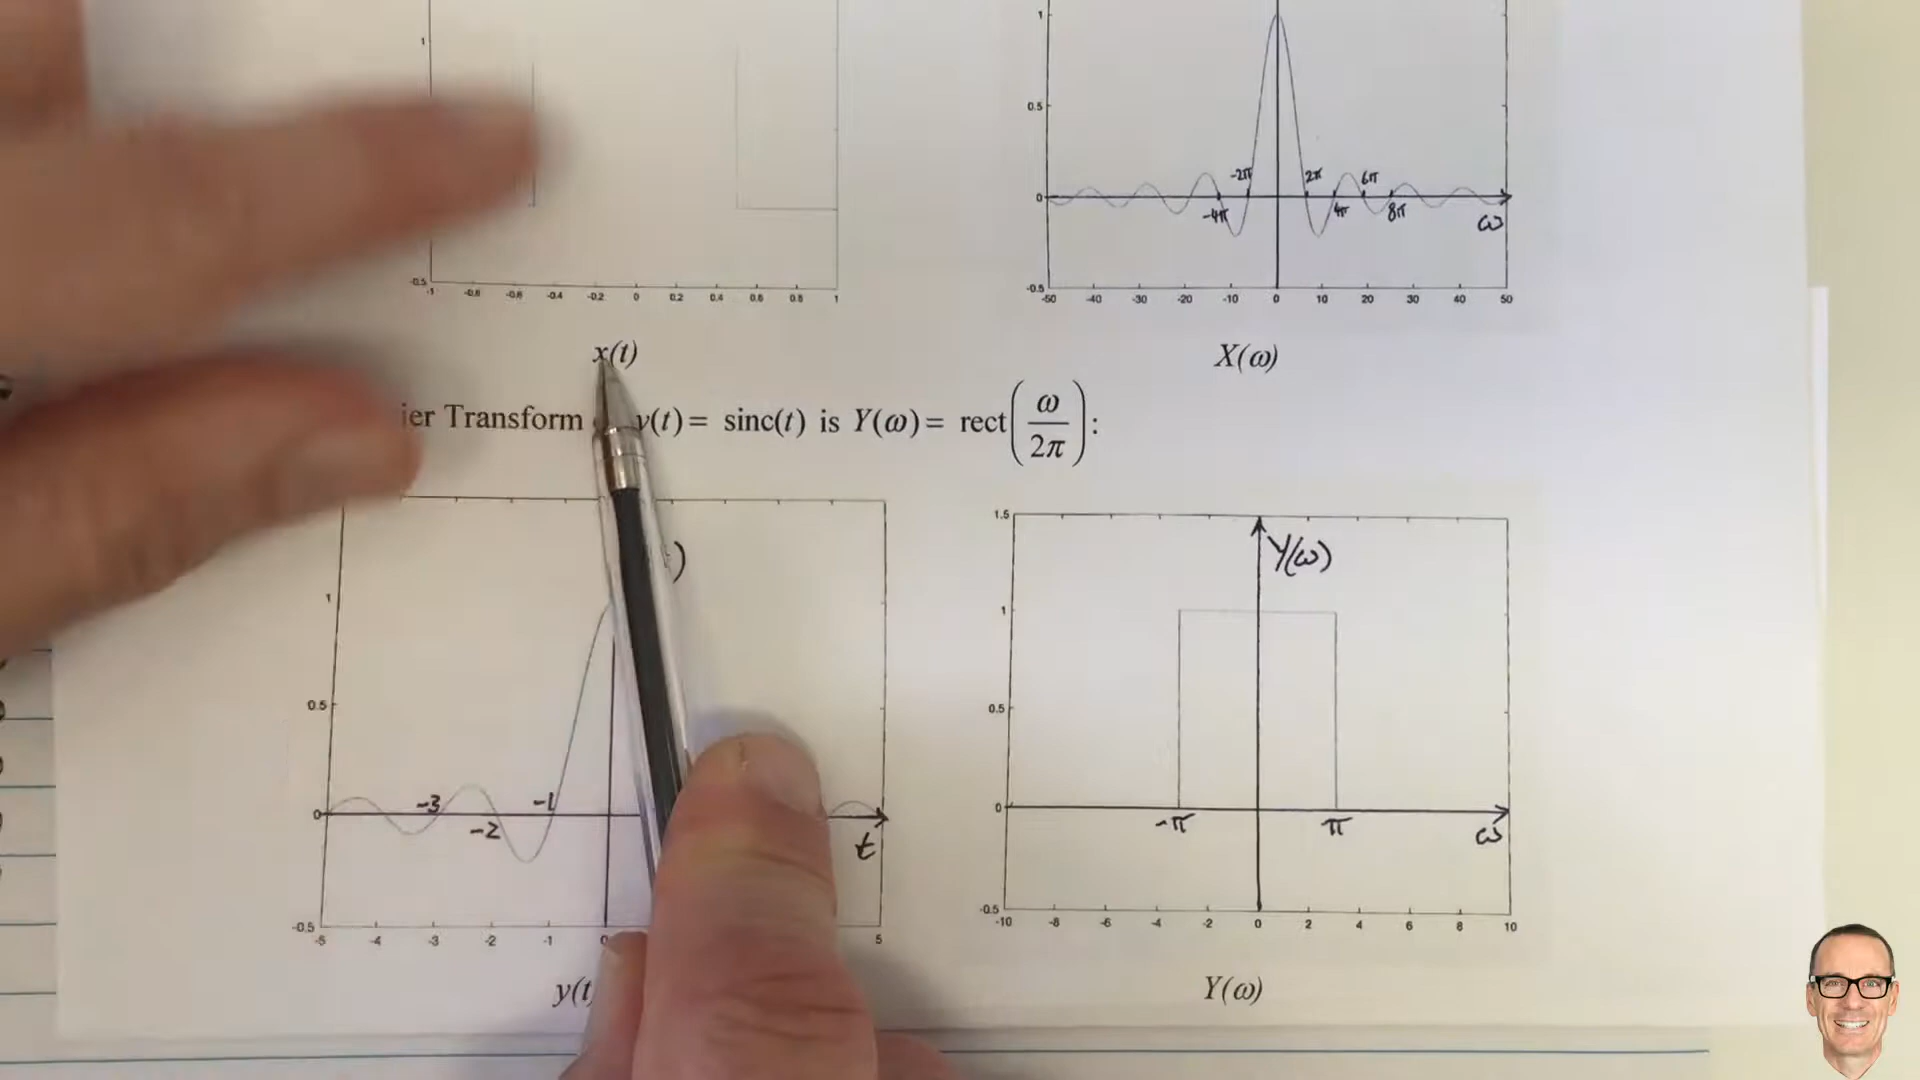 1
1
0.5
-2π 2π 6π
0
-4π 4π 8π
ω
-0.5
-0.5
-1 -0.8 -0.6 -0.4 -0.2 0 0.2 0.4 0.6 0.8 1
-50 -40 -30 -20 -10 0 10 20 30 40 50
x(t)
X(ω)
ier Transform y(t) = sinc(t) is Y(ω) = rect(ω/2π):
1.5
t)
Y(ω)
1
1
0.5
0.5
-3 -1
0
0
-2
t
-π π
ω
-0.5
-0.5
-5 -4 -3 -2 -1 0 5
-10 -8 -6 -4 -2 0 2 4 6 8 10
y(t
Y(ω)